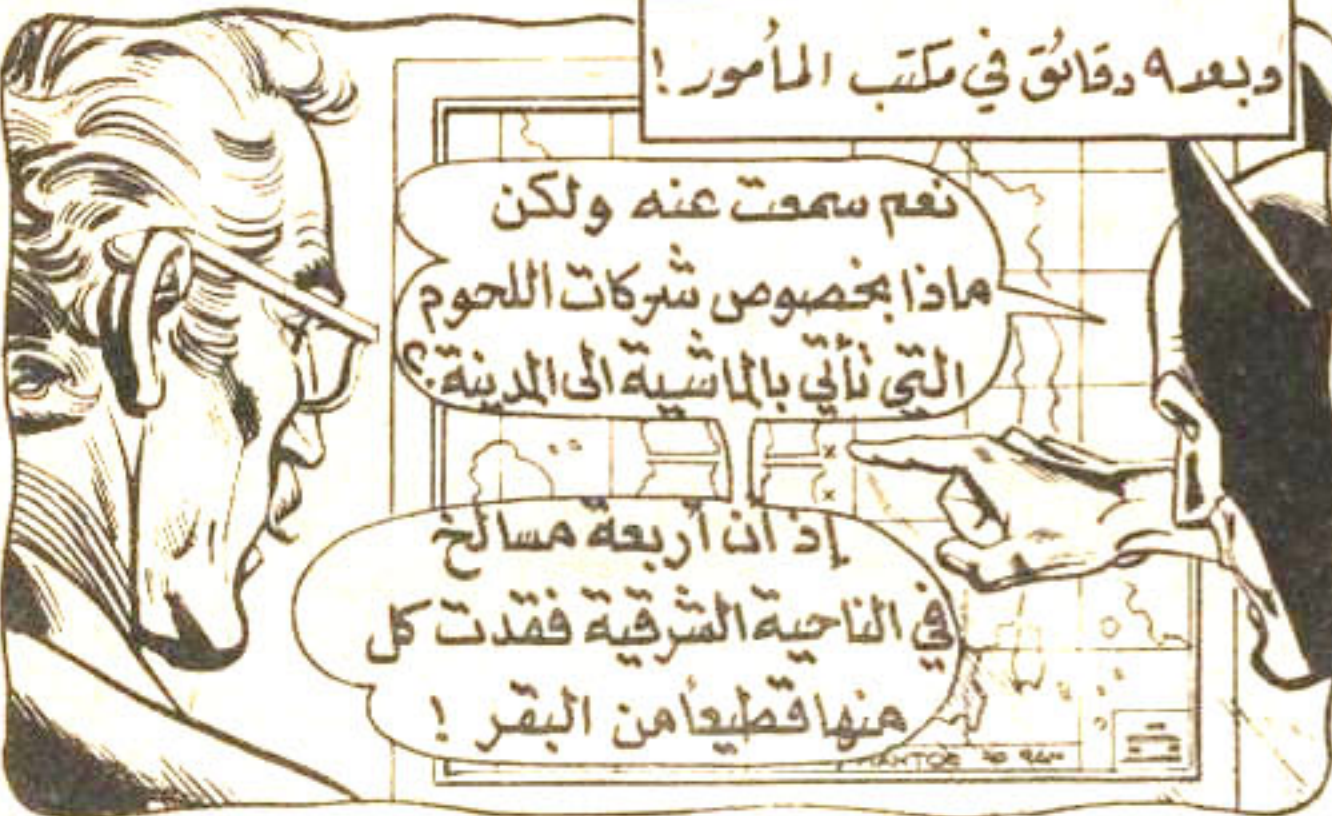 وبعد ٩ دقائق في مكتب المأمور!
نعم سمعت عنه ولكن
ماذا بخصوص شركات اللحوم
التي تأتي بالماشية الى المدينة؟
إذ أن أربعة مسالخ
في الناحية الشرقية فقدت كل
منها قطيعاً من البقر !